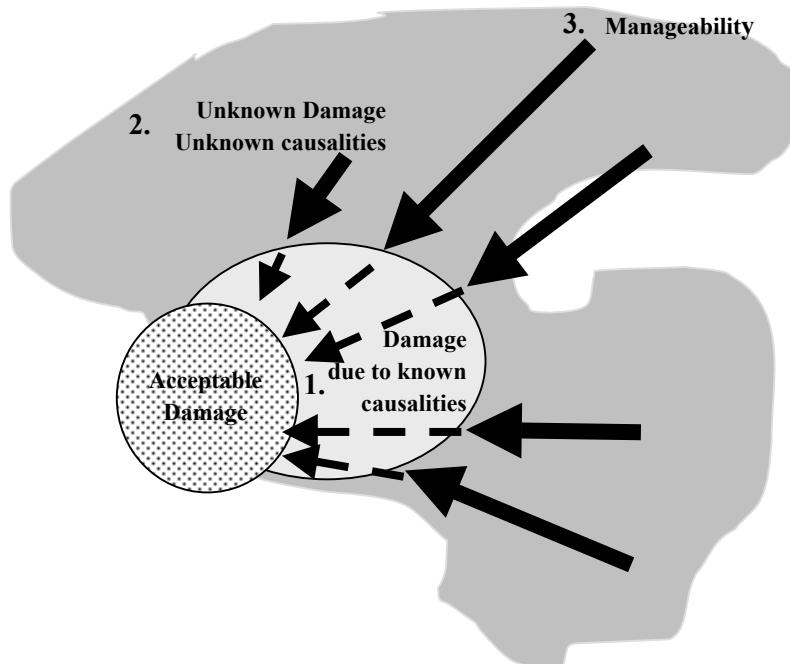 3. Manageability
2. Unknown Damage
Unknown causalities
Damage
due to known
causalities
1.
Acceptable
Damage